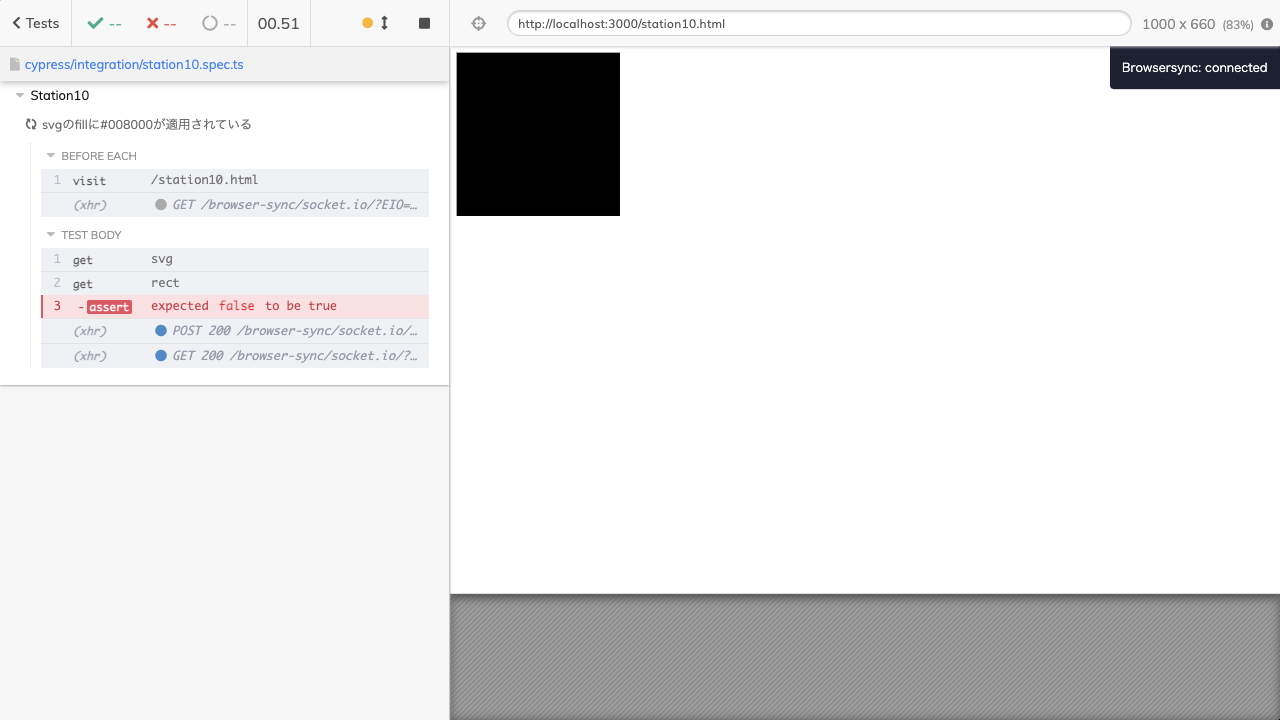 Tests -- -- -- 00.51
http://localhost:3000/station10.html 1000 x 660 (83%)
cypress/integration/station10.spec.ts
Browsersync: connected
Station10
svgのfillに#008000が適用されている
BEFORE EACH
1 visit /station10.html
(xhr) GET /browser-sync/socket.io/?EIO=…
TEST BODY
1 get svg
2 get rect
3 -assert expected false to be true
(xhr) POST 200 /browser-sync/socket.io/…
(xhr) GET 200 /browser-sync/socket.io/?…